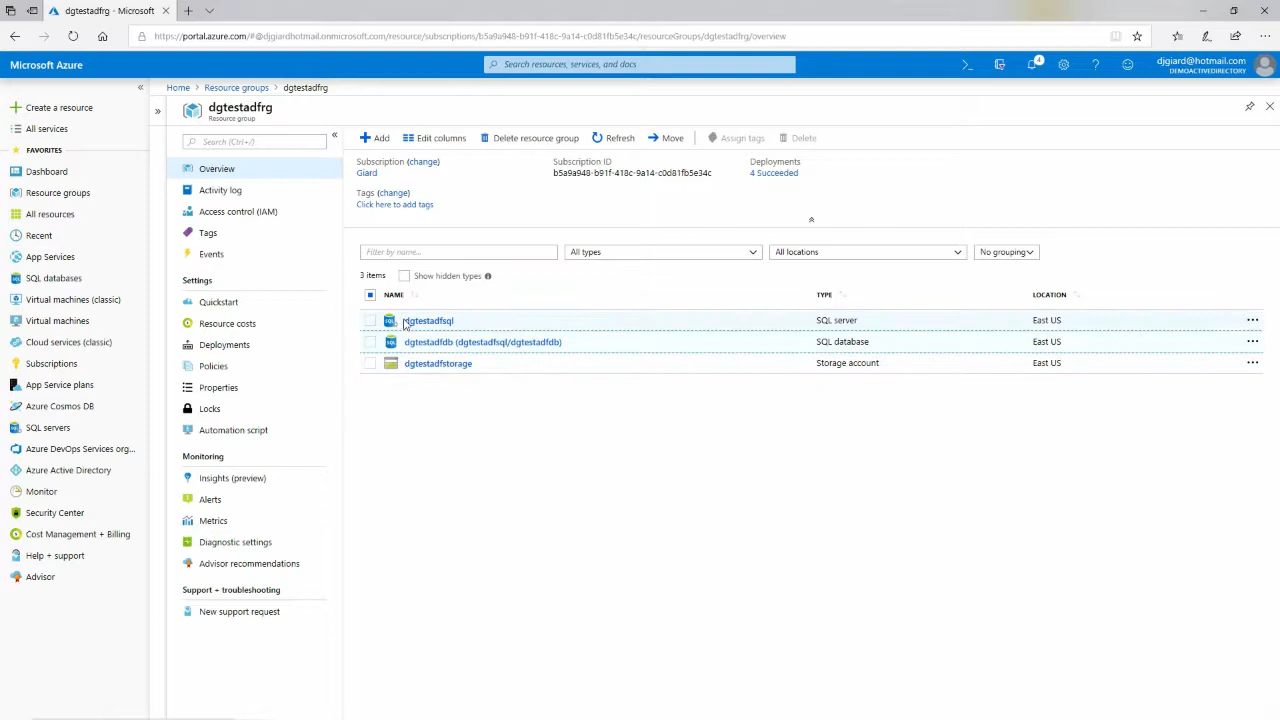 dgtestadfrg - Microsoft
https://portal.azure.com/#@djgiardhotmail.onmicrosoft.com/resource/subscriptions/b5a9a948-b91f-418c-9a14-c0d81fb5e34c/resourceGroups/dgtestadfrg/overview
Microsoft Azure
Search resources, services, and docs
4
djgiard@hotmail.com
DEMOACTIVEDIRECTORY
Create a resource
All services
FAVORITES
Dashboard
Resource groups
All resources
Recent
App Services
SQL databases
Virtual machines (classic)
Virtual machines
Cloud services (classic)
Subscriptions
App Service plans
Azure Cosmos DB
SQL servers
Azure DevOps Services org...
Azure Active Directory
Monitor
Security Center
Cost Management + Billing
Help + support
Advisor
Home
Resource groups
dgtestadfrg
dgtestadfrg
Resource group
Search (Ctrl+/)
Overview
Activity log
Access control (IAM)
Tags
Events
Settings
Quickstart
Resource costs
Deployments
Policies
Properties
Locks
Automation script
Monitoring
Insights (preview)
Alerts
Metrics
Diagnostic settings
Advisor recommendations
Support + troubleshooting
New support request
Add
Edit columns
Delete resource group
Refresh
Move
Assign tags
Delete
Subscription (change)
Giard
Subscription ID
b5a9a948-b91f-418c-9a14-c0d81fb5e34c
Deployments
4 Succeeded
Tags (change)
Click here to add tags
Filter by name...
All types
All locations
No grouping
3 items
Show hidden types
NAME TYPE LOCATION
dgtestadfsql SQL server East US
dgtestadfdb (dgtestadfsql/dgtestadfdb) SQL database East US
dgtestadfstorage Storage account East US